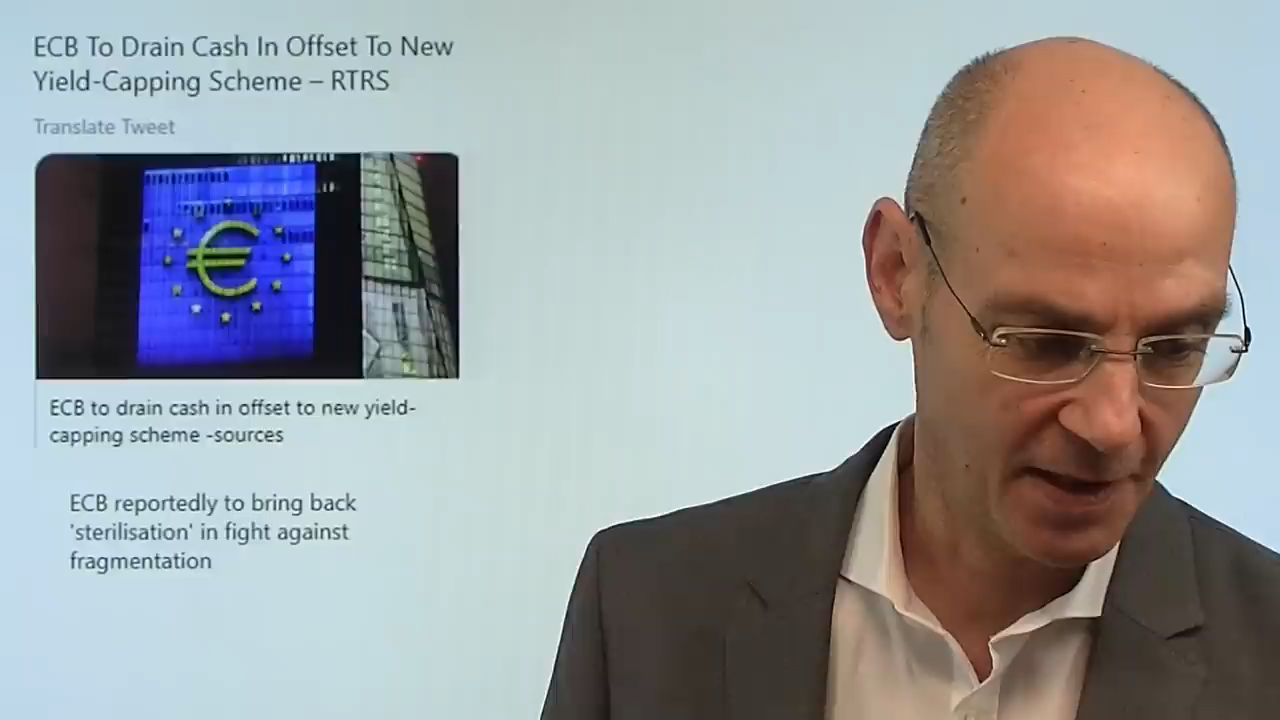 ECB To Drain Cash In Offset To New
Yield-Capping Scheme – RTRS
Translate Tweet
€
ECB to drain cash in offset to new yield-
capping scheme -sources
ECB reportedly to bring back
'sterilisation' in fight against
fragmentation